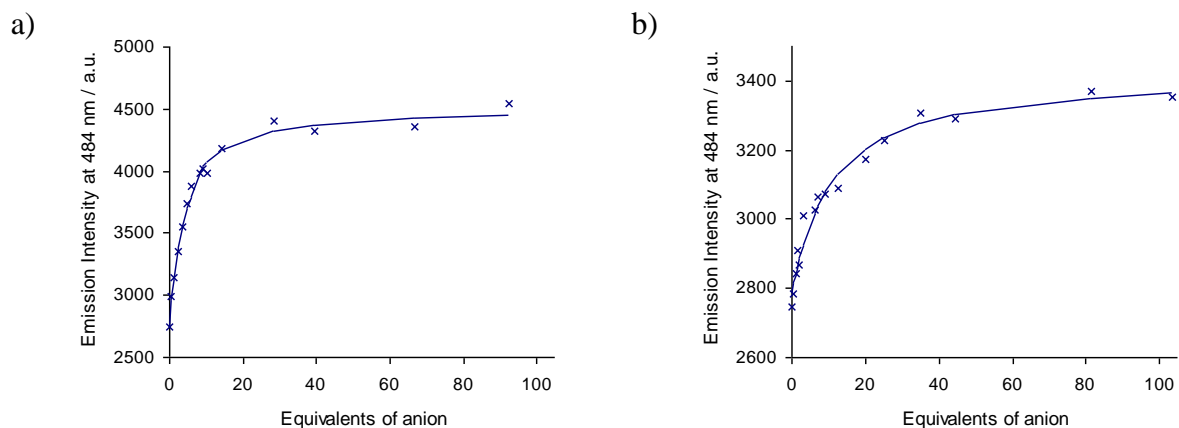 a)
Emission Intensity at 484 nm / a.u.
5000
4500
4000
3500
3000
2500
0 20 40 60 80 100
Equivalents of anion
b)
Emission Intensity at 484 nm / a.u.
3400
3200
3000
2800
2600
0 20 40 60 80 100
Equivalents of anion